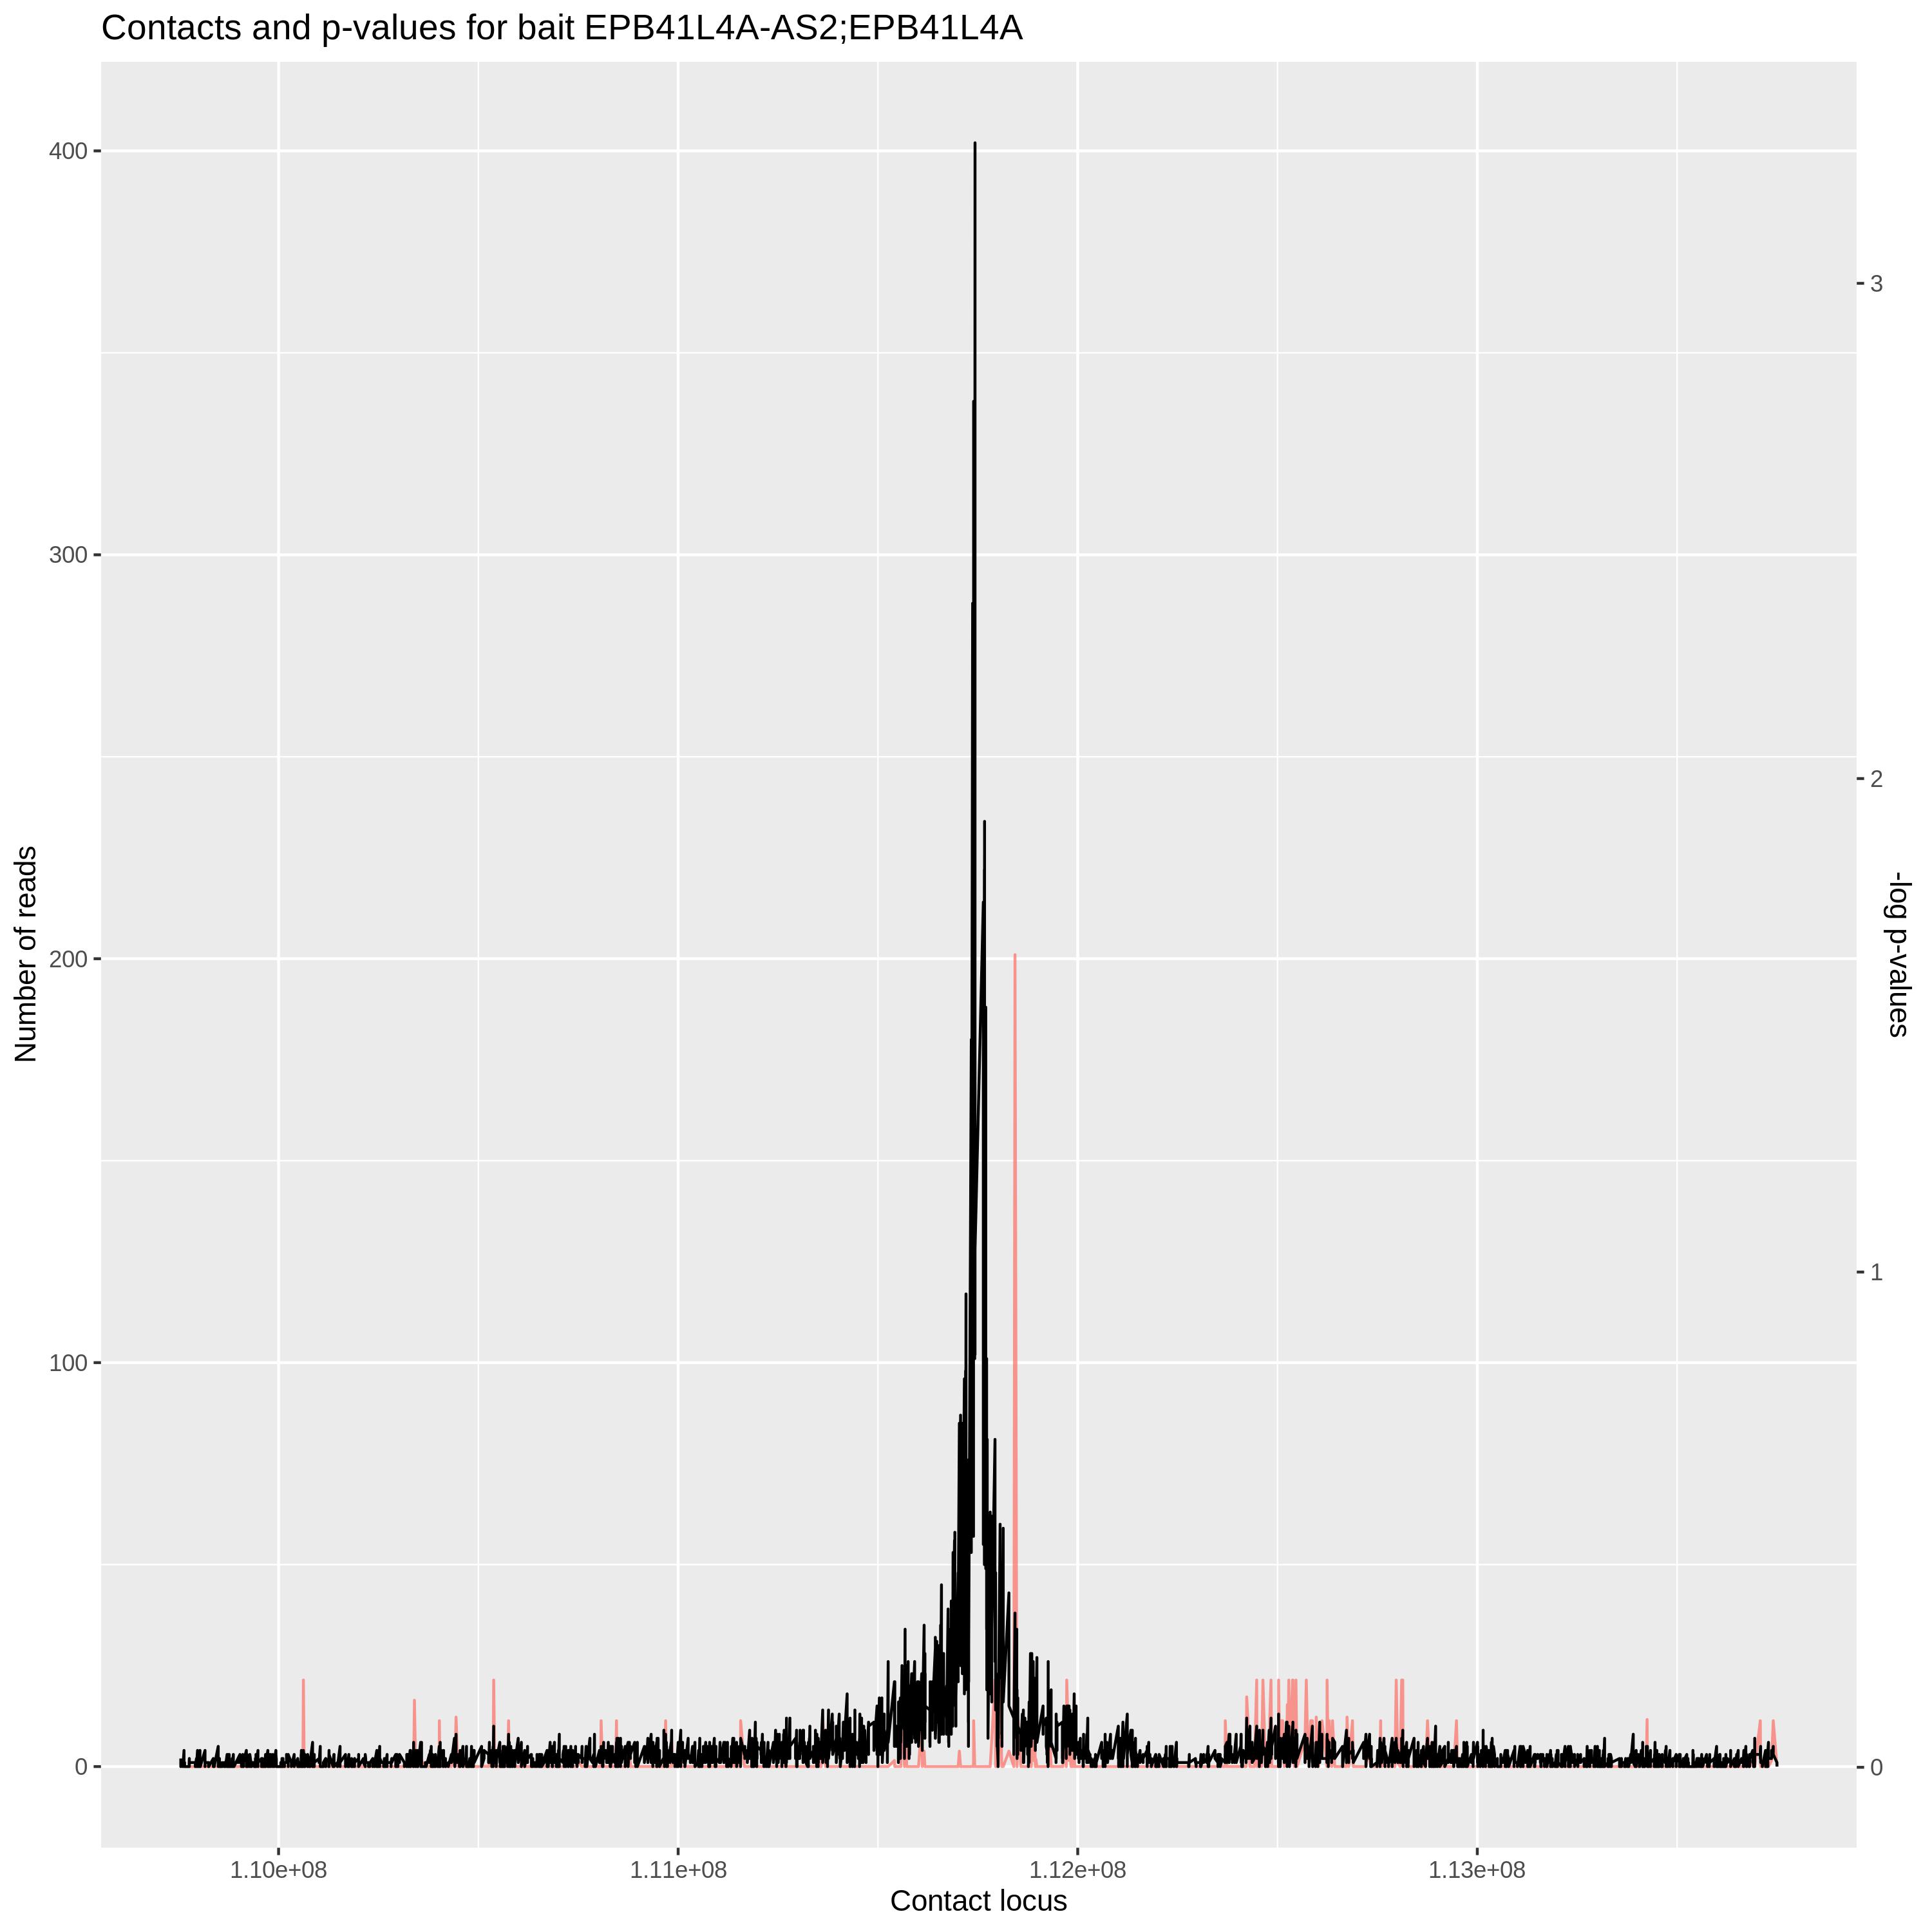 Contacts and p-values for bait EPB41L4A-AS2;EPB41L4A
400
300
200
100
0
Number of reads
3
2
1
0
-log p-values
1.10e+08
1.11e+08
1.12e+08
1.13e+08
Contact locus